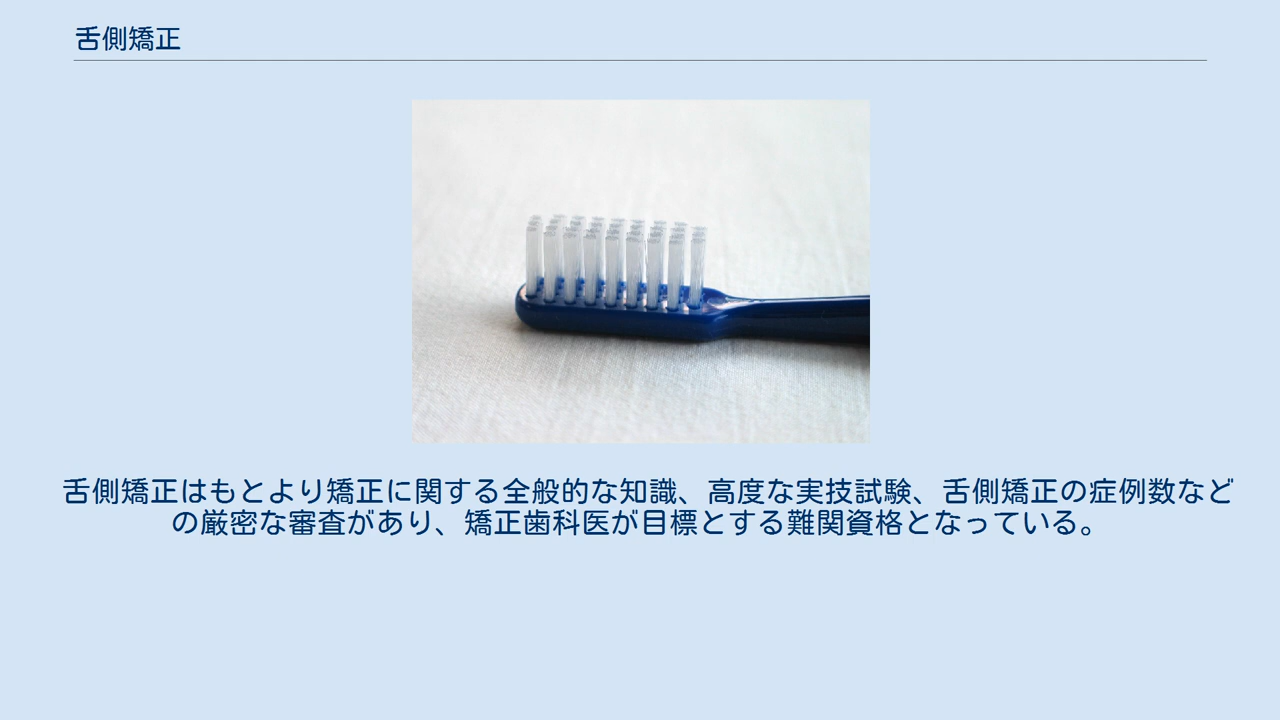 舌側矯正
舌側矯正はもとより矯正に関する全般的な知識、高度な実技試験、舌側矯正の症例数など
の厳密な審査があり、矯正歯科医が目標とする難関資格となっている。